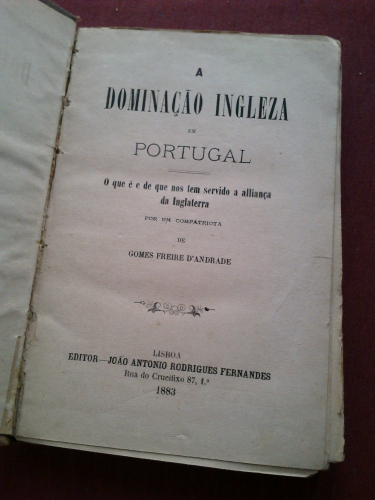 A
DOMINAÇÃO INGLEZA
EM
PORTUGAL
O que é e de que nos tem servido a alliança
da Inglaterra
POR UM COMPATRIOTA
DE
GOMES FREIRE D'ANDRADE
LISBOA
EDITOR—JOÃO ANTONIO RODRIGUES FERNANDES
Rua do Crucifixo 87, 1.º
1883